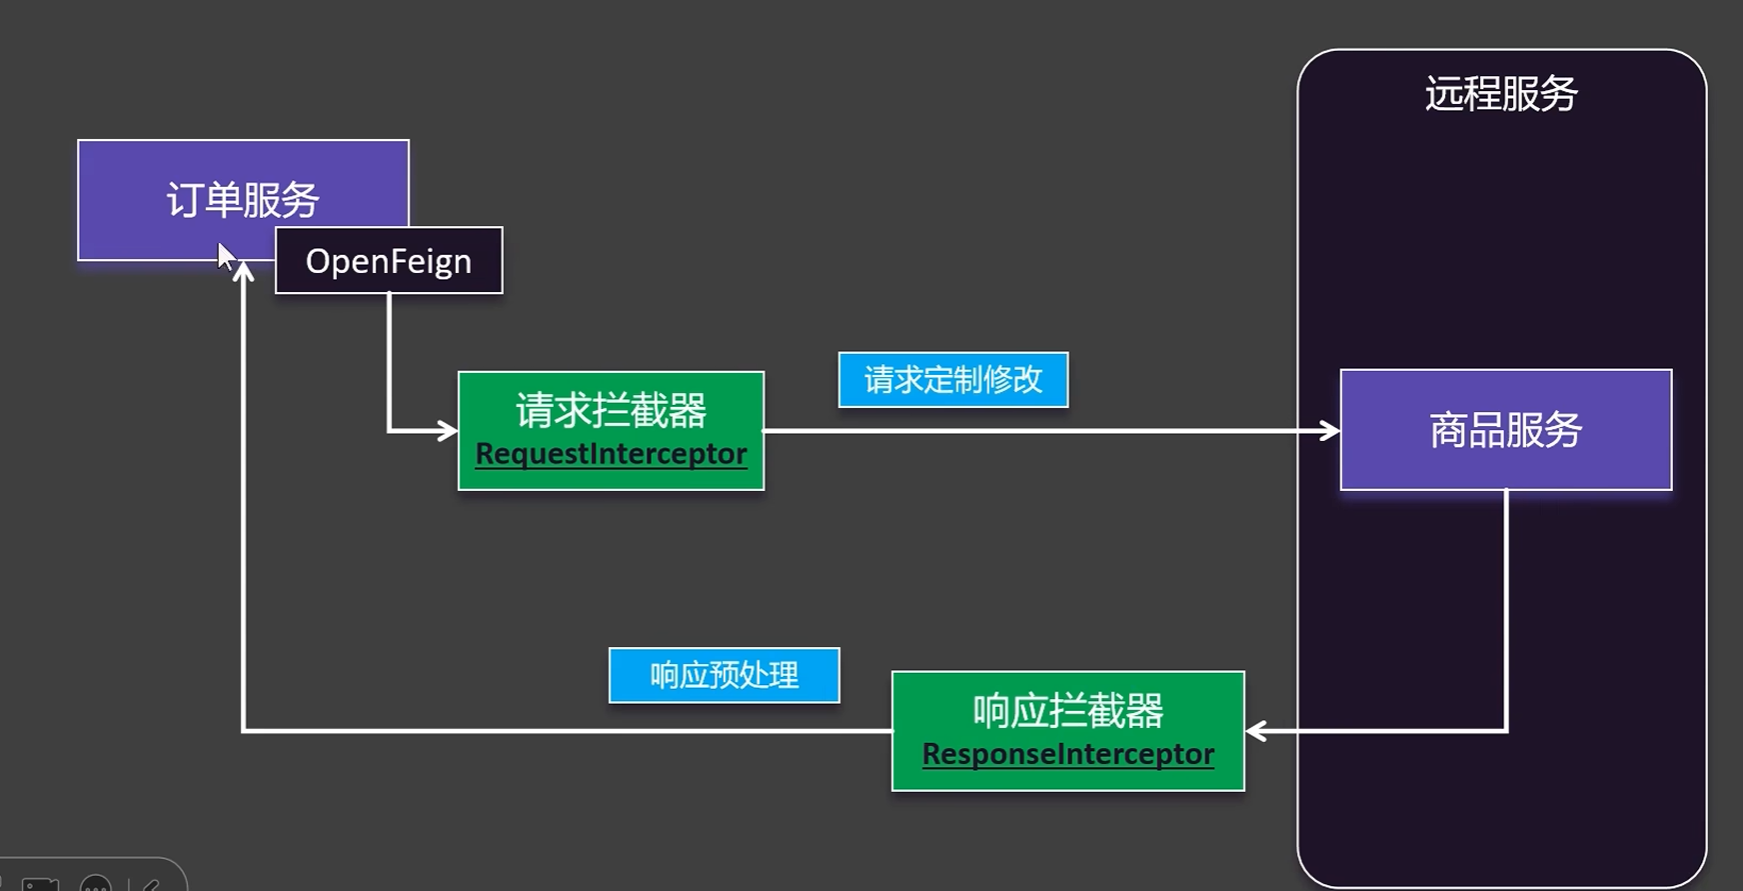 远程服务
订单服务
OpenFeign
请求拦截器
RequestInterceptor
请求定制修改
商品服务
响应预处理
响应拦截器
ResponseInterceptor